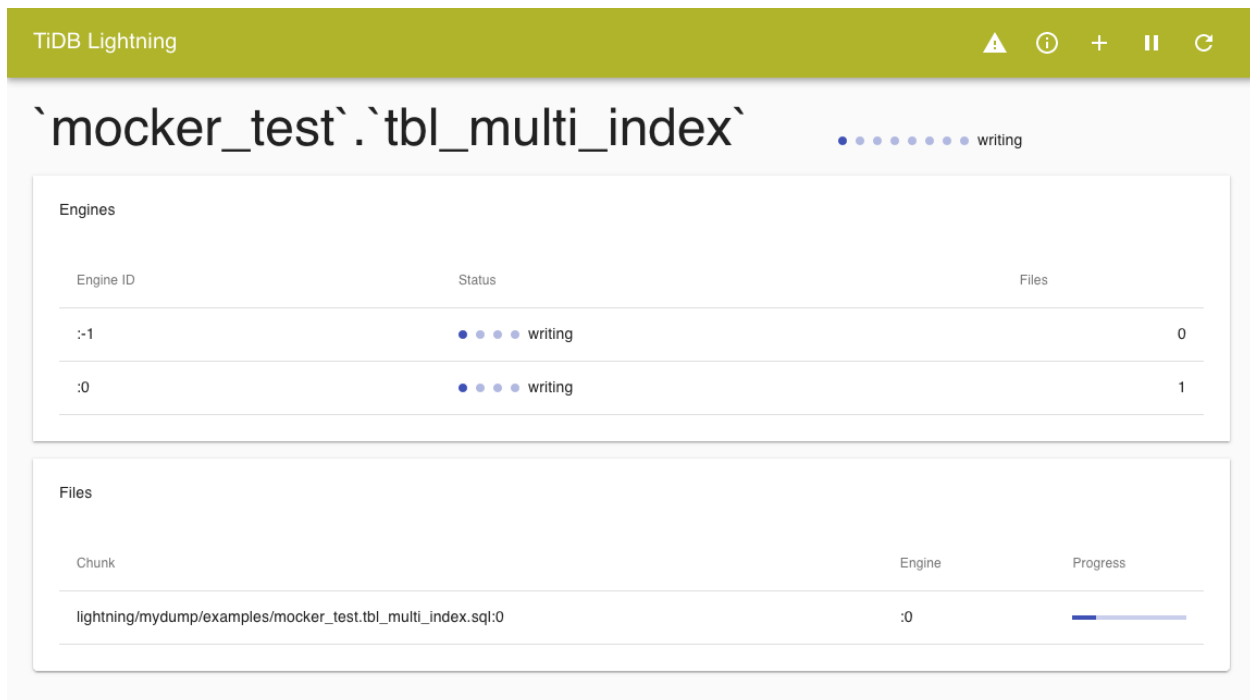 TiDB Lightning
`mocker_test`.`tbl_multi_index` writing
Engines
Engine ID Status Files
:-1 writing 0
:0 writing 1
Files
Chunk Engine Progress
lightning/mydump/examples/mocker_test.tbl_multi_index.sql:0 :0